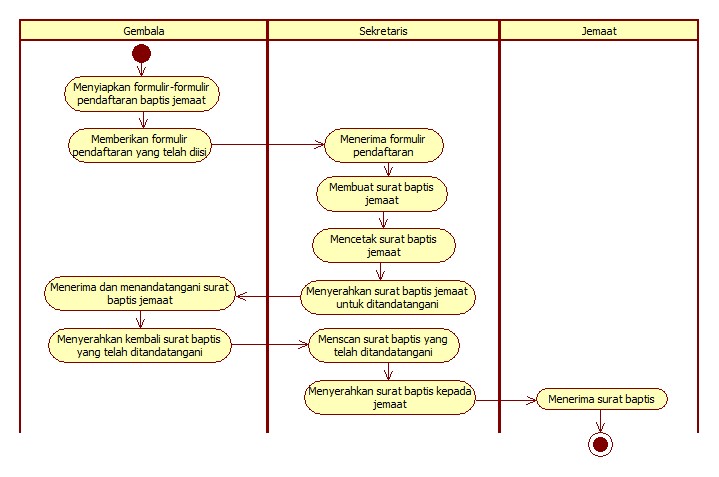 Gembala
Sekretaris
Jemaat
Menyiapkan formulir-formulir
pendaftaran baptis jemaat
Memberikan formulir
pendaftaran yang telah diisi
Menerima formulir
pendaftaran
Membuat surat baptis
jemaat
Mencetak surat baptis
jemaat
Menyerahkan surat baptis jemaat
untuk ditandatangani
Menerima dan menandatangani surat
baptis jemaat
Menyerahkan kembali surat baptis
yang telah ditandatangani
Menscan surat baptis yang
telah ditandatangani
Menyerahkan surat baptis kepada
jemaat
Menerima surat baptis